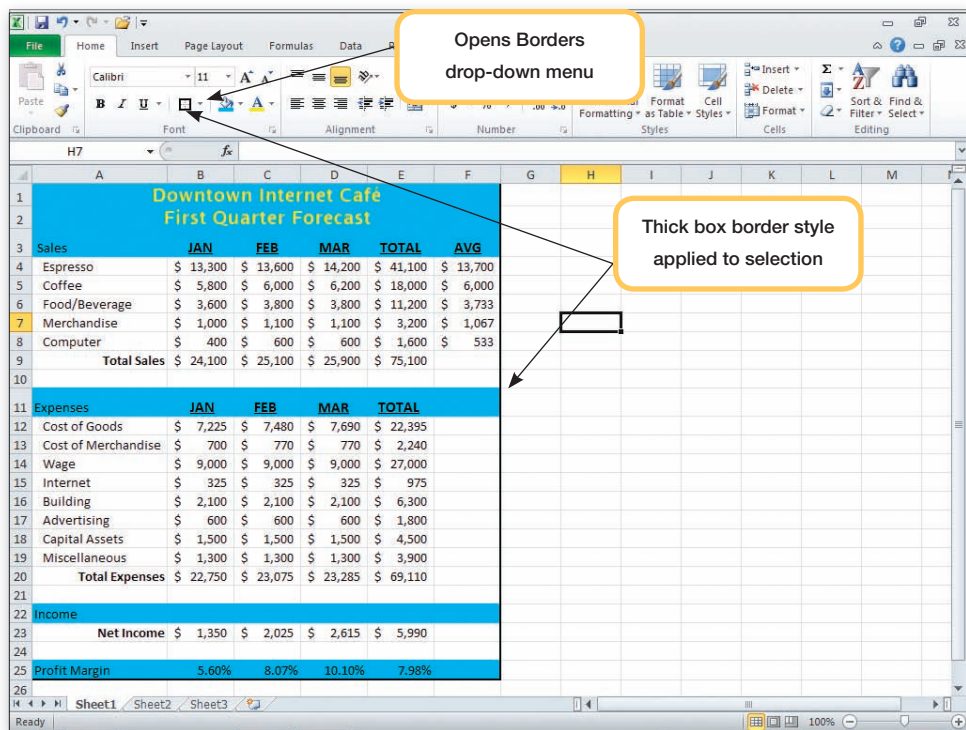 File Home Insert Page Layout Formulas Data
Opens Borders
drop-down menu
Calibri 11 A A Insert Σ
Paste B I U A $ % , .00 Formatting Format as Table Cell Styles Delete Format Sort & Filter Find & Select
Clipboard Font Alignment Number Styles Cells Editing
H7 fx
A B C D E F G H I J K L M
1 Downtown Internet Café
2 First Quarter Forecast
3 Sales JAN FEB MAR TOTAL AVG
4 Espresso $ 13,300 $ 13,600 $ 14,200 $ 41,100 $ 13,700
5 Coffee $ 5,800 $ 6,000 $ 6,200 $ 18,000 $ 6,000
6 Food/Beverage $ 3,600 $ 3,800 $ 3,800 $ 11,200 $ 3,733
7 Merchandise $ 1,000 $ 1,100 $ 1,100 $ 3,200 $ 1,067
8 Computer $ 400 $ 600 $ 600 $ 1,600 $ 533
9 Total Sales $ 24,100 $ 25,100 $ 25,900 $ 75,100
Thick box border style
applied to selection
10
11 Expenses JAN FEB MAR TOTAL
12 Cost of Goods $ 7,225 $ 7,480 $ 7,690 $ 22,395
13 Cost of Merchandise $ 700 $ 770 $ 770 $ 2,240
14 Wage $ 9,000 $ 9,000 $ 9,000 $ 27,000
15 Internet $ 325 $ 325 $ 325 $ 975
16 Building $ 2,100 $ 2,100 $ 2,100 $ 6,300
17 Advertising $ 600 $ 600 $ 600 $ 1,800
18 Capital Assets $ 1,500 $ 1,500 $ 1,500 $ 4,500
19 Miscellaneous $ 1,300 $ 1,300 $ 1,300 $ 3,900
20 Total Expenses $ 22,750 $ 23,075 $ 23,285 $ 69,110
21
22 Income
23 Net Income $ 1,350 $ 2,025 $ 2,615 $ 5,990
24
25 Profit Margin 5.60% 8.07% 10.10% 7.98%
26
Sheet1 Sheet2 Sheet3
Ready 100%